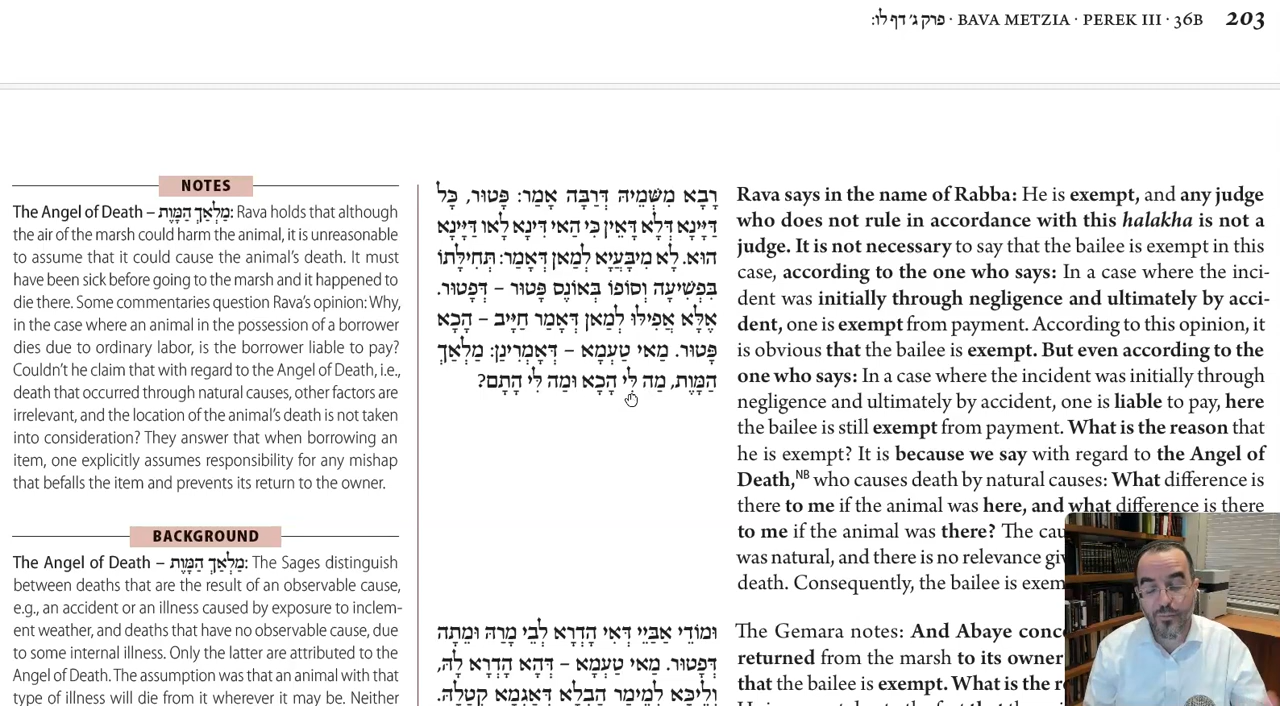 פרק ג׳ דף לו: · BAVA METZIA · PEREK III · 36B 203
NOTES
The Angel of Death – מַלְאַךְ הַמָּוֶת: Rava holds that although
the air of the marsh could harm the animal, it is unreasonable
to assume that it could cause the animal's death. It must
have been sick before going to the marsh and it happened to
die there. Some commentaries question Rava's opinion: Why,
in the case where an animal in the possession of a borrower
dies due to ordinary labor, is the borrower liable to pay?
Couldn't he claim that with regard to the Angel of Death, i.e.,
death that occurred through natural causes, other factors are
irrelevant, and the location of the animal's death is not taken
into consideration? They answer that when borrowing an
item, one explicitly assumes responsibility for any mishap
that befalls the item and prevents its return to the owner.
BACKGROUND
The Angel of Death – מַלְאַךְ הַמָּוֶת: The Sages distinguish
between deaths that are the result of an observable cause,
e.g., an accident or an illness caused by exposure to inclem-
ent weather, and deaths that have no observable cause, due
to some internal illness. Only the latter are attributed to the
Angel of Death. The assumption was that an animal with that
type of illness will die from it wherever it may be. Neither
רָבָא מִשְּׁמֵיהּ דְּרַבָּה אָמַר: פָּטוּר, כָּל
דַּיָּינָא דְּלָא דָּאֵין כִּי הַאי דִּינָא לָאו דַּיָּינָא
הוּא. לָא מִיבָּעֲיָא לְמַאן דְּאָמַר: תְּחִילָּתוֹ
בִּפְשִׁיעָה וְסוֹפוֹ בְּאוֹנֶס פָּטוּר – דְּפָטוּר.
אֶלָּא אֲפִילּוּ לְמַאן דְּאָמַר חַיָּיב – הָכָא
פָּטוּר. מַאי טַעְמָא – דְּאָמְרִינַן: מַלְאַךְ
הַמָּוֶת, מַה לִּי הָכָא וּמַה לִּי הָתָם?
וּמוֹדֵי אַבַּיֵי דְּאִי הָדְרָא לְבֵי מָרַהּ וּמֵתָה
דְּפָטוּר. מַאי טַעְמָא – דְּהָא הָדְרָא לָהּ,
וְלֵיכָּא לְמֵימַר הַבְלָא דְּאַגְמָא קַטְלַהּ.
Rava says in the name of Rabba: He is exempt, and any judge
who does not rule in accordance with this halakha is not a
judge. It is not necessary to say that the bailee is exempt in this
case, according to the one who says: In a case where the inci-
dent was initially through negligence and ultimately by acci-
dent, one is exempt from payment. According to this opinion, it
is obvious that the bailee is exempt. But even according to the
one who says: In a case where the incident was initially through
negligence and ultimately by accident, one is liable to pay, here
the bailee is still exempt from payment. What is the reason that
he is exempt? It is because we say with regard to the Angel of
Death,NB who causes death by natural causes: What difference is
there to me if the animal was here, and what difference is there
to me if the animal was there? The
was natural, and there is no relevance
death. Consequently, the bailee is
The Gemara notes: And Abaye
returned from the marsh to its owner
that the bailee is exempt. What is the